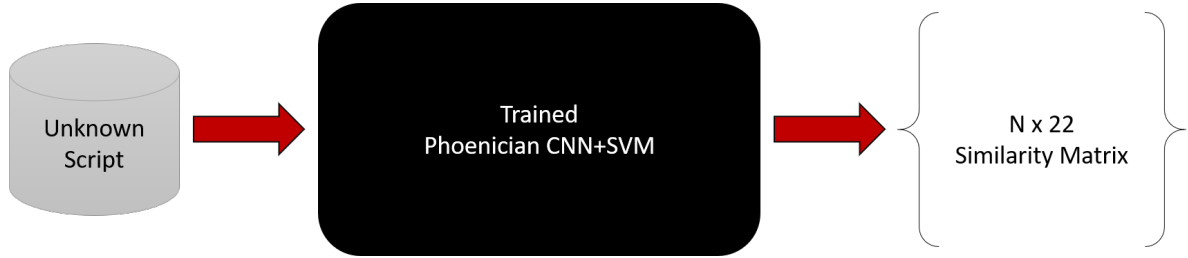 Unknown
Script
Trained
Phoenician CNN+SVM
N x 22
Similarity Matrix